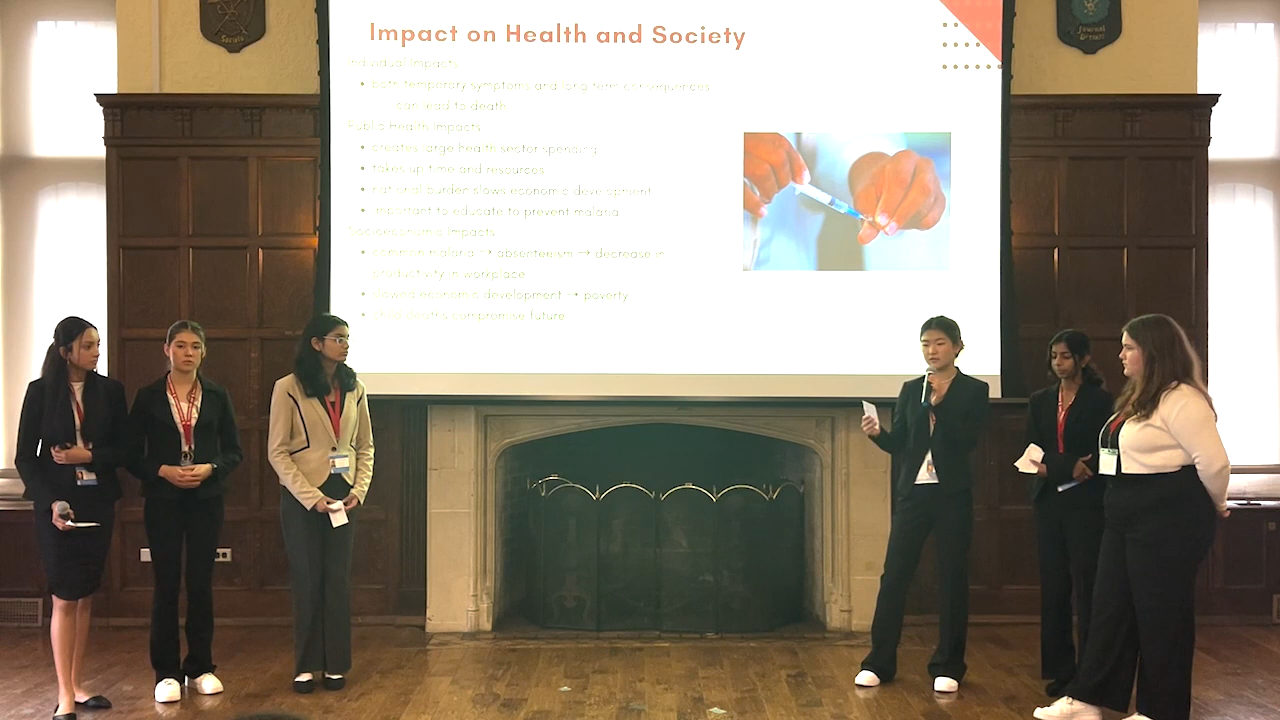 Society
Journal
Impact on Health and Society
Individual Impacts
• both temporary symptoms and long term consequences
can lead to death
Public Health Impacts
• creates large health sector spending
• takes up time and resources
• national burden slows economic development
• important to educate to prevent malaria
Socioeconomic Impacts
• common malaria → absenteeism → decrease in
productivity in workplace
• slowed economic development → poverty
• child deaths compromise future